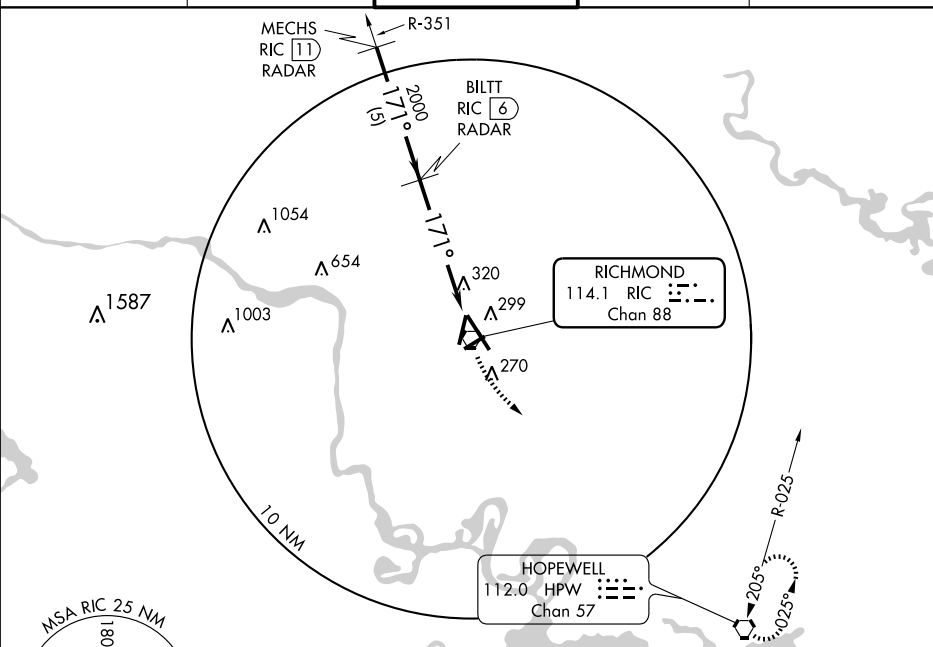 MECHS
RIC 11
RADAR
R-351
2000
171°
(5)
BILTT
RIC 6
RADAR
171°
1054
654
1587
1003
320
299
270
RICHMOND
114.1 RIC
Chan 88
10 NM
HOPEWELL
112.0 HPW
Chan 57
R-025
205°
025°
MSA RIC 25 NM
180